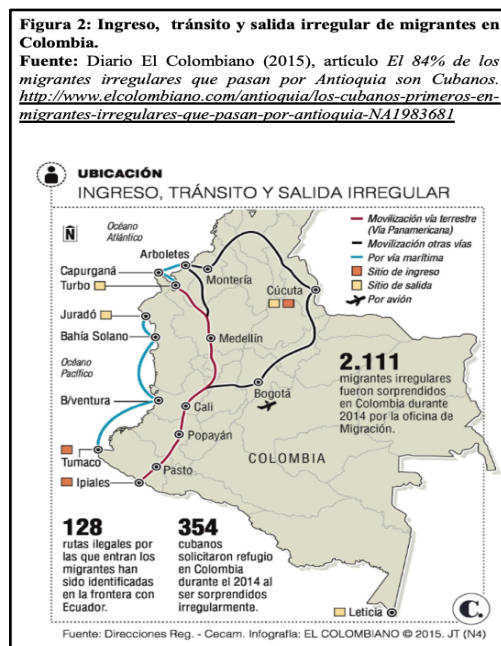 Figura 2: Ingreso, tránsito y salida irregular de migrantes en
Colombia.
Fuente: Diario El Colombiano (2015), artículo El 84% de los
migrantes irregulares que pasan por Antioquia son Cubanos.
http://www.elcolombiano.com/antioquia/los-cubanos-primeros-en-
migrantes-irregulares-que-pasan-por-antioquia-NA1983681
UBICACIÓN
INGRESO, TRÁNSITO Y SALIDA IRREGULAR
Ñ
Océano
Atlántico
Movilización vía terrestre
(Vía Panamericana)
Movilización otras vías
Por vía marítima
Sitio de ingreso
Sitio de salida
Por avión
Arboletes
Capurganá
Montería
Turbo
Cúcuta
Juradó
Bahía Solano
Medellín
Océano
Pacífico
Bogotá
B/ventura
Cali
2.111
migrantes irregulares
fueron sorprendidos
en Colombia durante
2014 por la oficina de
Migración.
Popayán
COLOMBIA
Tumaco
Pasto
Ipiales
128
rutas ilegales por
las que entran los
migrantes han
sido identificadas
en la frontera con
Ecuador.
354
cubanos
solicitaron refugio
en Colombia
durante el 2014 al
ser sorprendidos
irregularmente.
Leticia
C.
Fuente: Direcciones Reg. - Cecam. Infografía: EL COLOMBIANO © 2015. JT (N4)